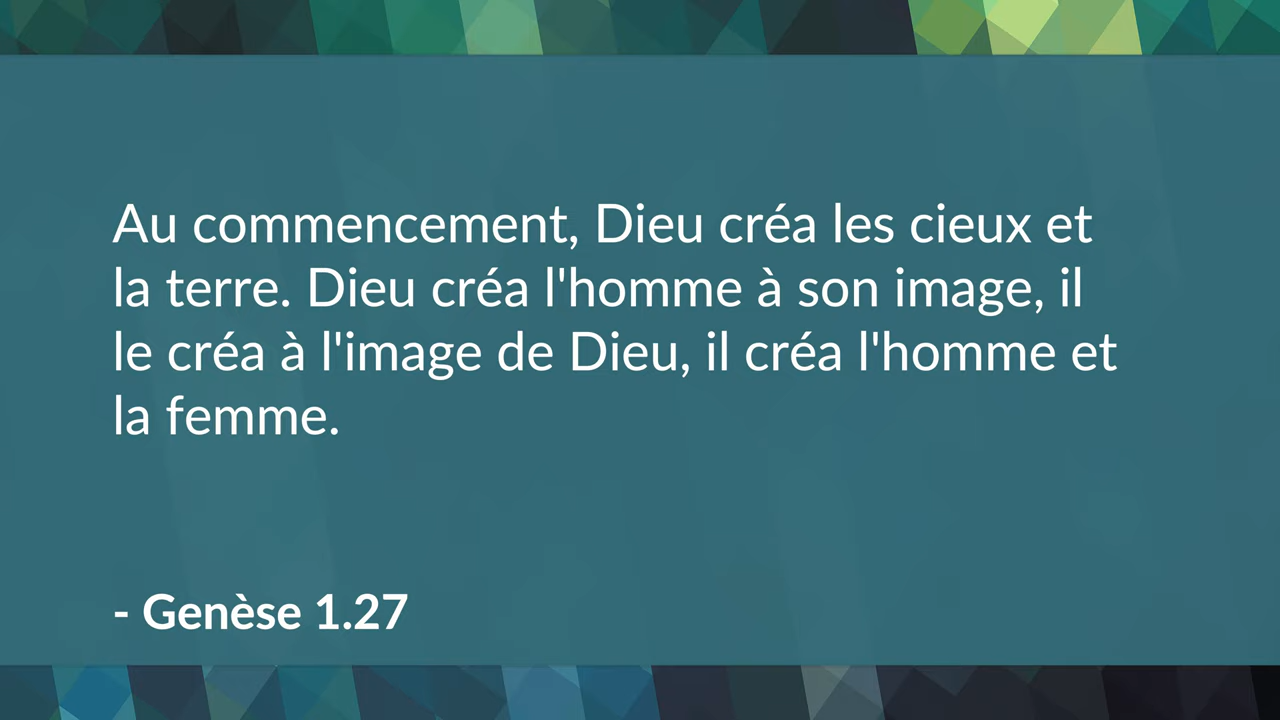 Au commencement, Dieu créa les cieux et
la terre. Dieu créa l'homme à son image, il
le créa à l'image de Dieu, il créa l'homme et
la femme.
- Genèse 1.27